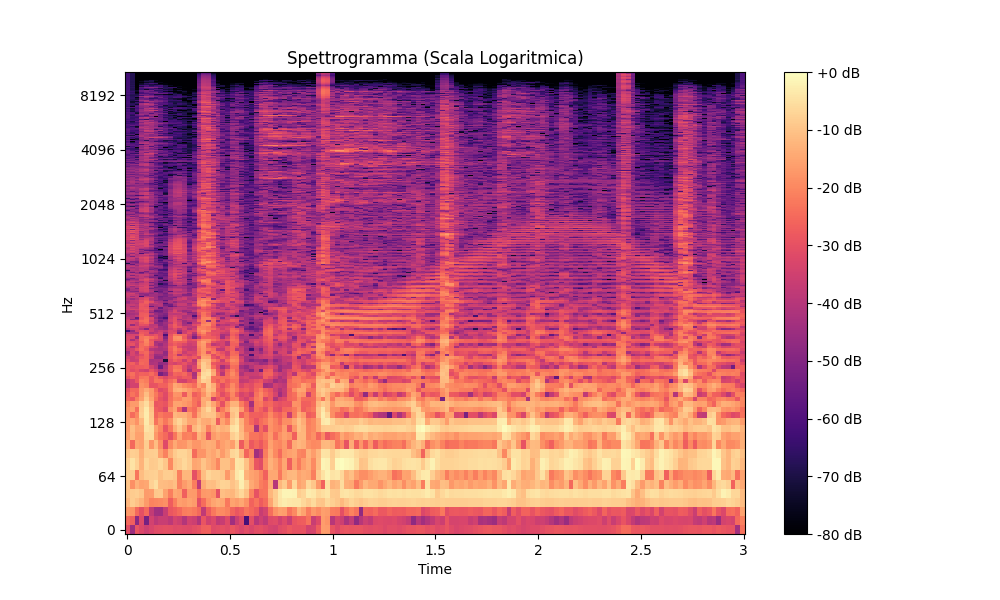 Spettrogramma (Scala Logaritmica)
8192
4096
2048
1024
512
256
128
64
0
Hz
0
0.5
1
1.5
2
2.5
3
Time
+0 dB
-10 dB
-20 dB
-30 dB
-40 dB
-50 dB
-60 dB
-70 dB
-80 dB